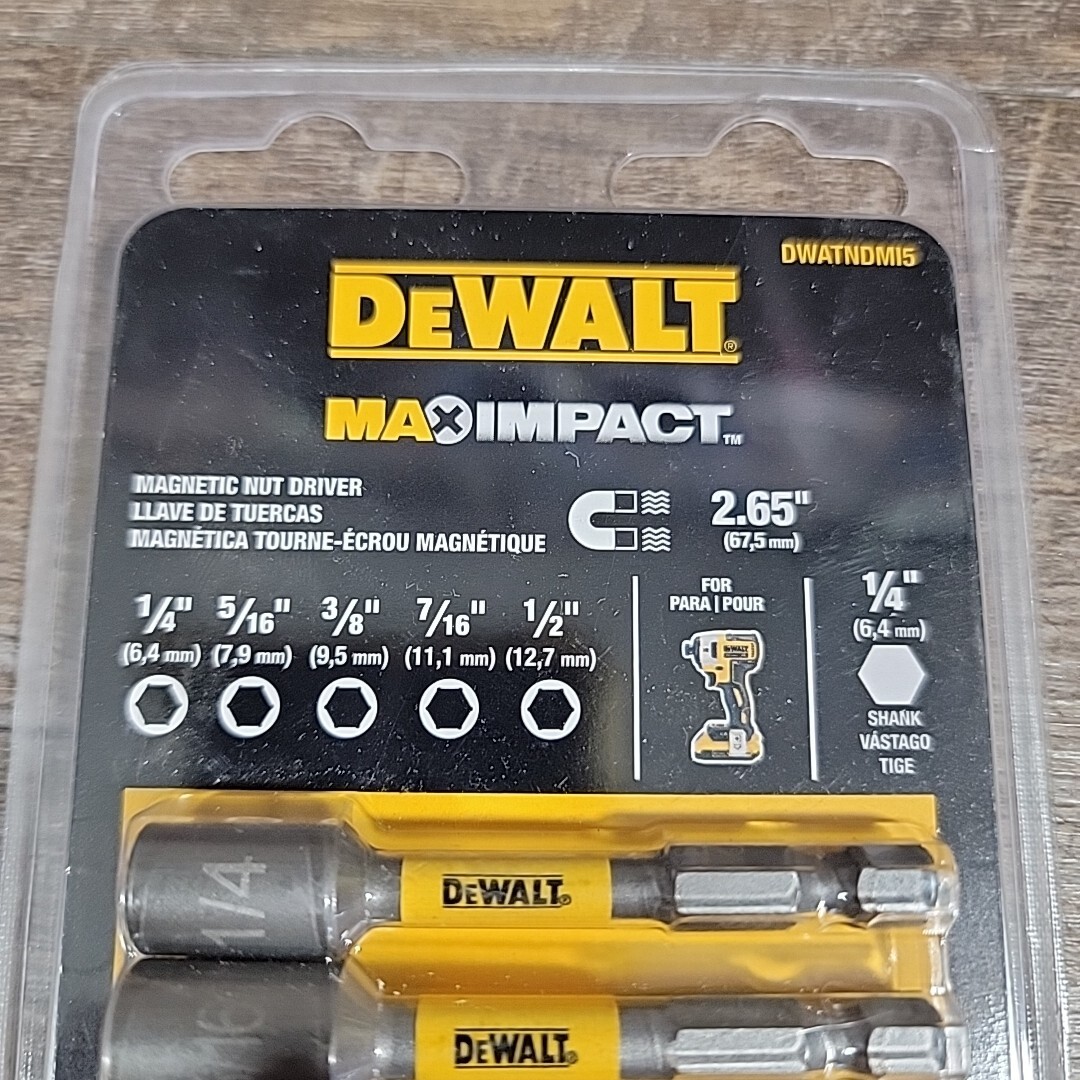 DWATNDMI5
DEWALT®
MAXIMPACT™
MAGNETIC NUT DRIVER
LLAVE DE TUERCAS
MAGNÉTICA TOURNE-ÉCROU MAGNÉTIQUE
2.65"
(67,5 mm)
1/4" 5/16" 3/8" 7/16" 1/2"
(6,4 mm) (7,9 mm) (9,5 mm) (11,1 mm) (12,7 mm)
FOR
PARA | POUR
DEWALT
1/4"
(6,4 mm)
SHANK
VÁSTAGO
TIGE
1/4
DEWALT®
DEWALT®